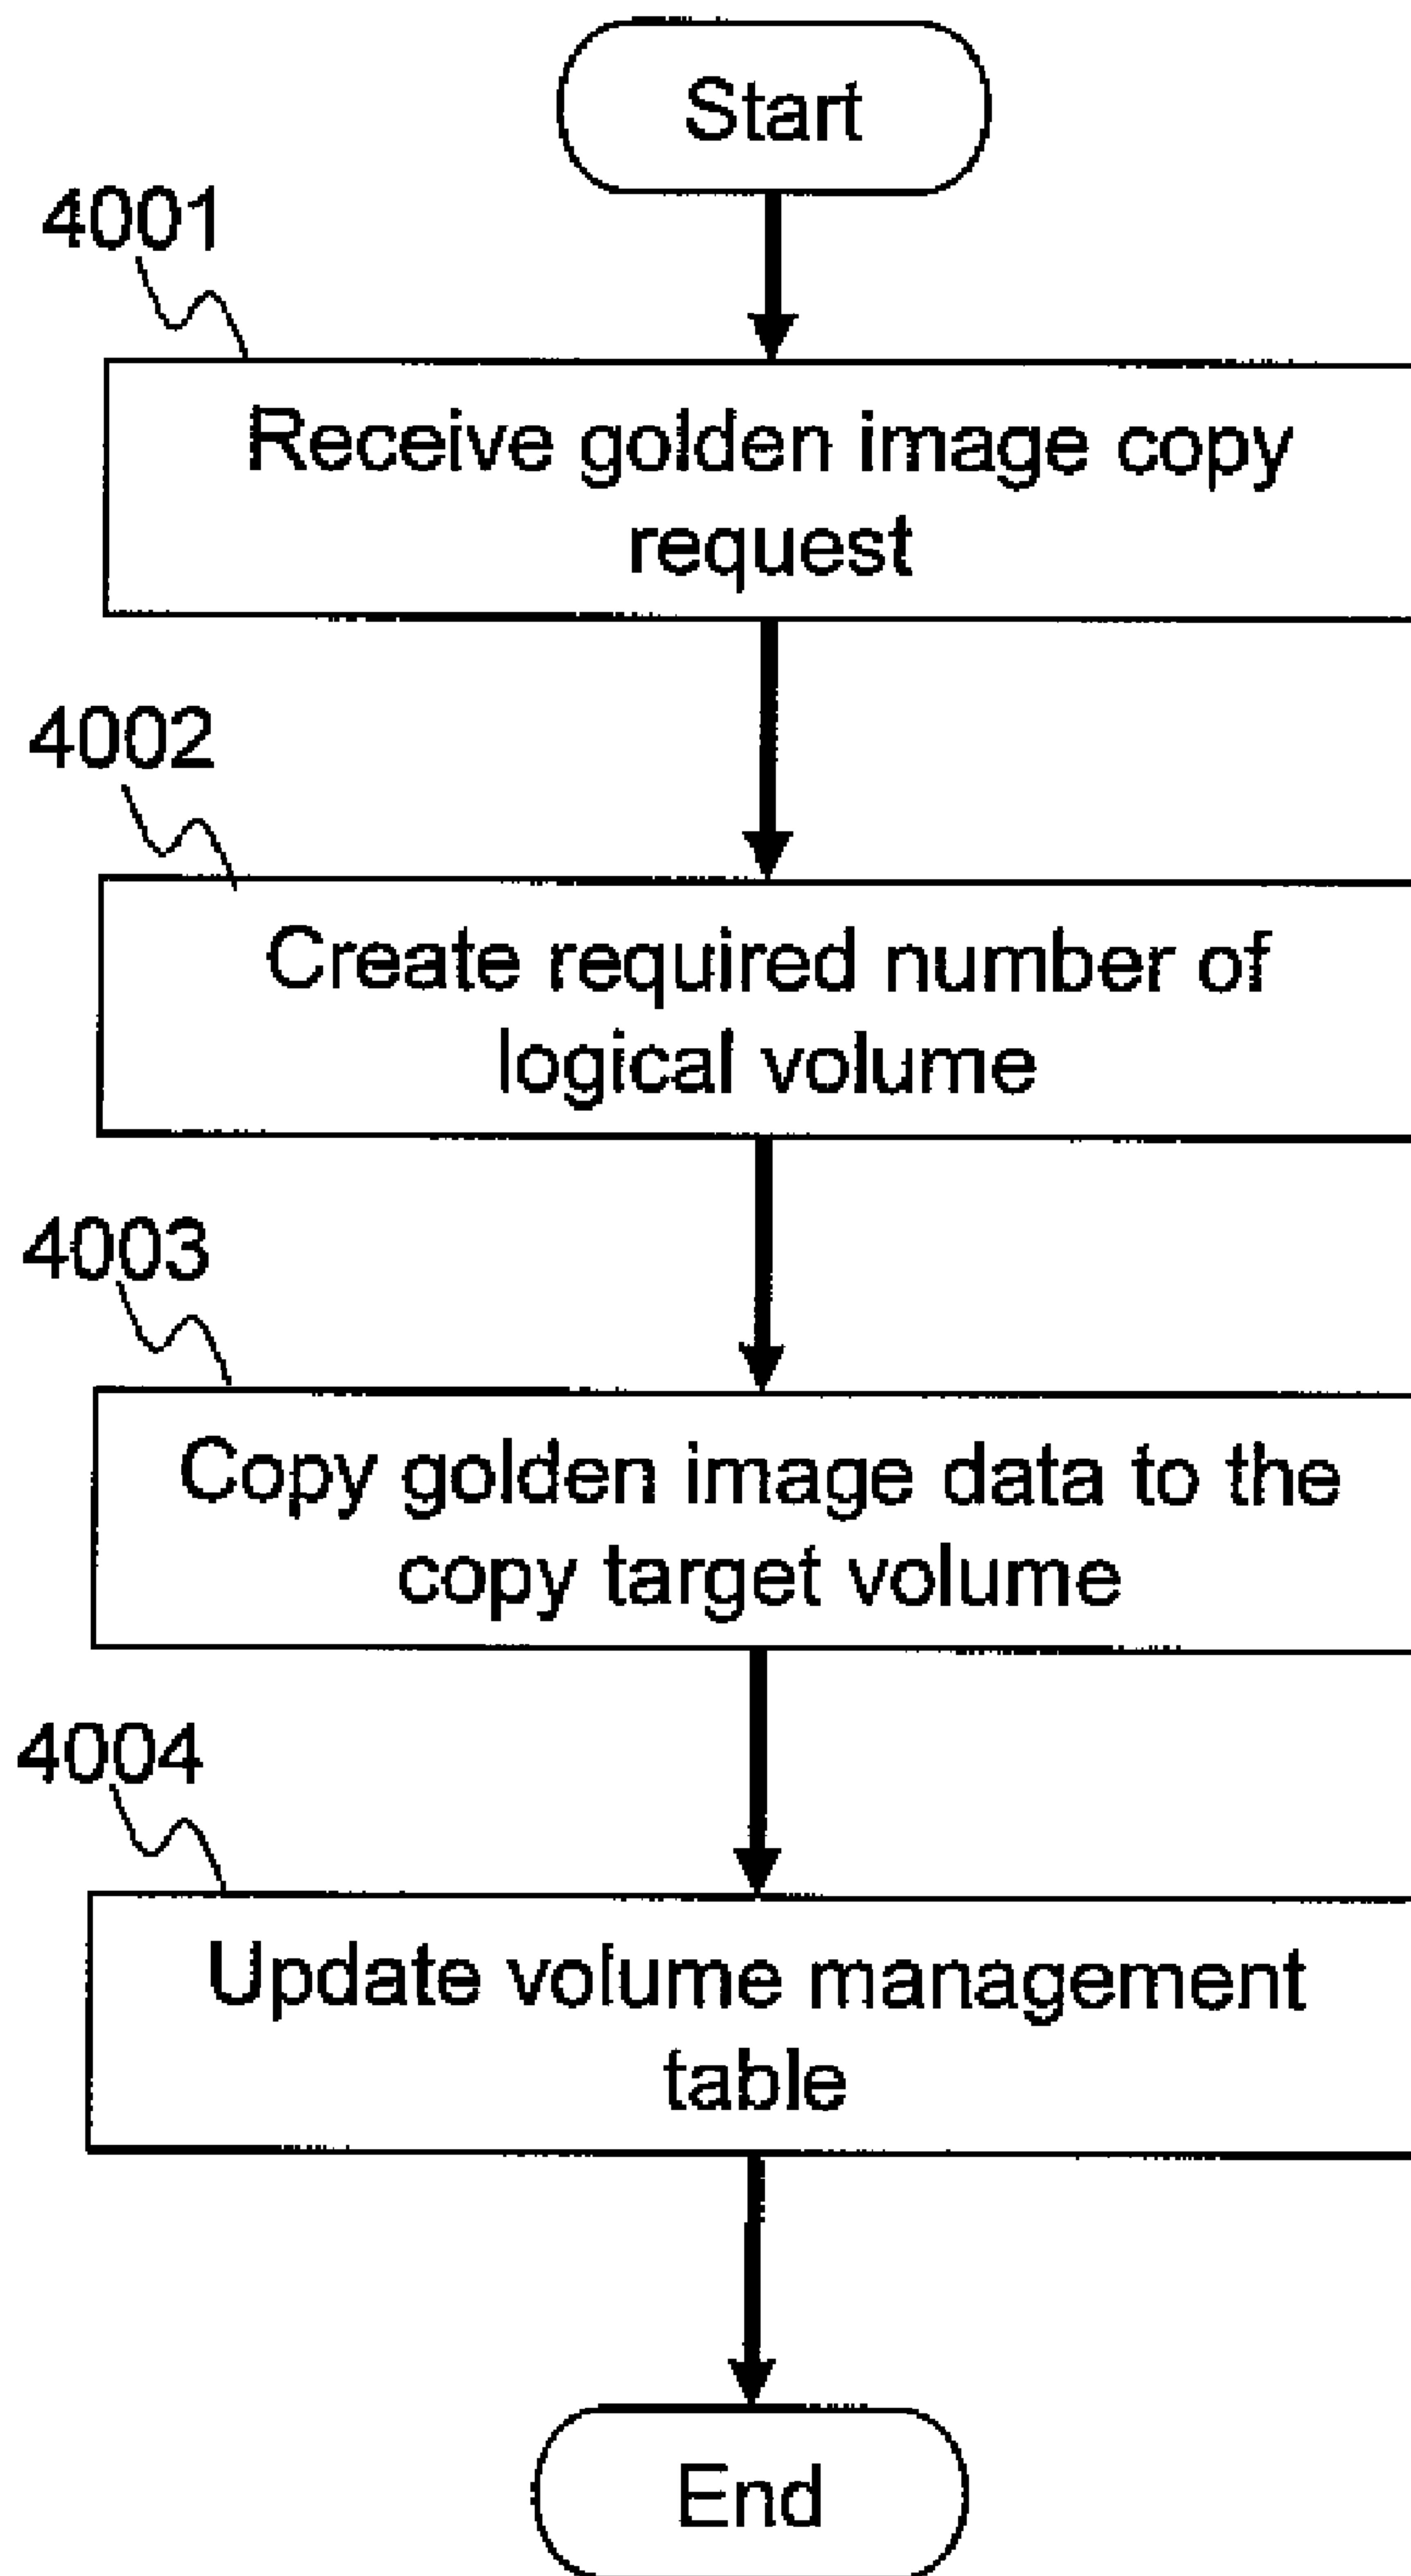 Start
4001
Receive golden image copy
request
4002
Create required number of
logical volume
4003
Copy golden image data to the
copy target volume
4004
Update volume management
table
End